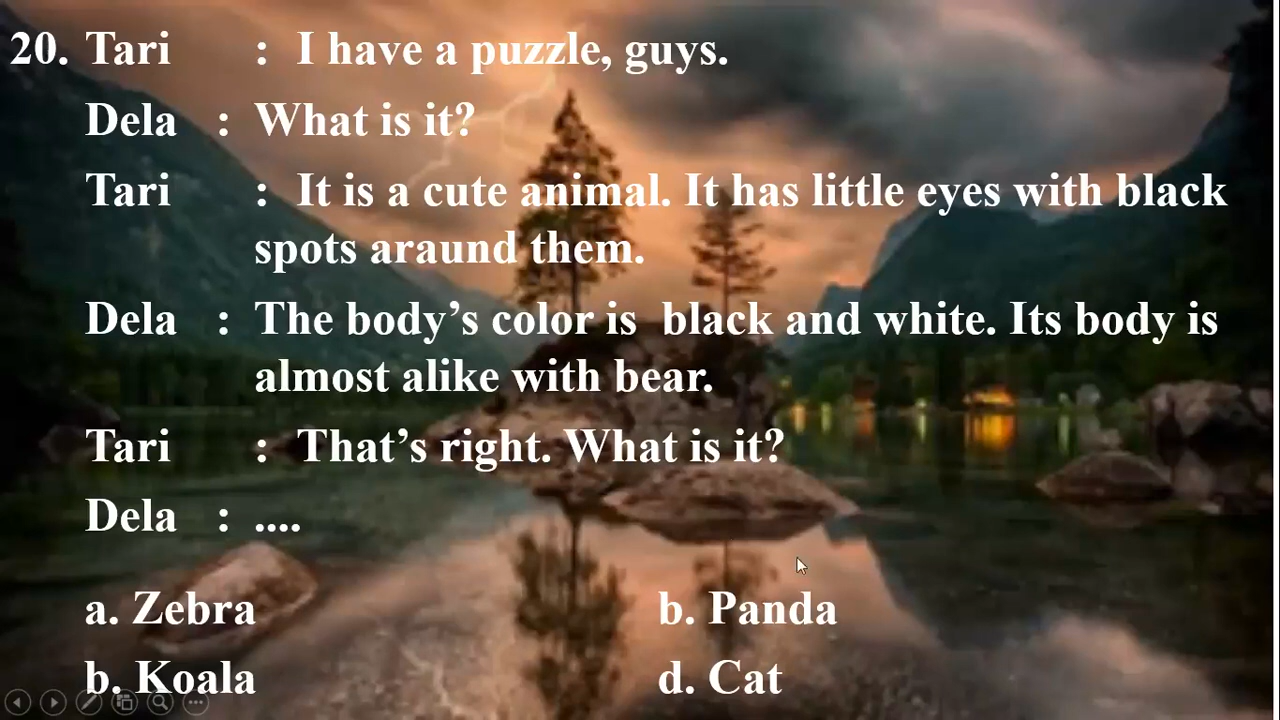 20. Tari : I have a puzzle, guys.
Dela : What is it?
Tari : It is a cute animal. It has little eyes with black
spots araund them.
Dela : The body’s color is black and white. Its body is
almost alike with bear.
Tari : That’s right. What is it?
Dela : ....
a. Zebra b. Panda
b. Koala d. Cat